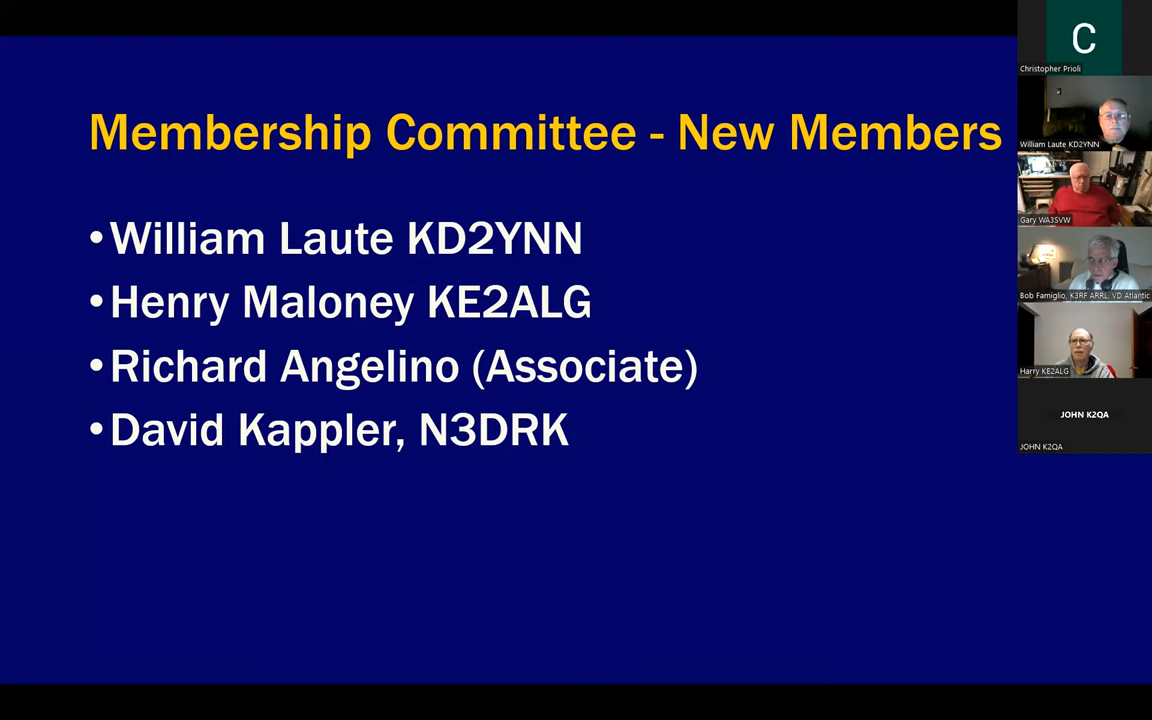 Membership Committee - New Members
•William Laute KD2YNN
•Henry Maloney KE2ALG
•Richard Angelino (Associate)
•David Kappler, N3DRK
C
Christopher Prioli
William Laute KD2YNN
Gary WA3SVW
Bob Famiglio, K3RF ARRL, VD Atlantic
Harry KE2ALG
JOHN K2QA
JOHN K2QA